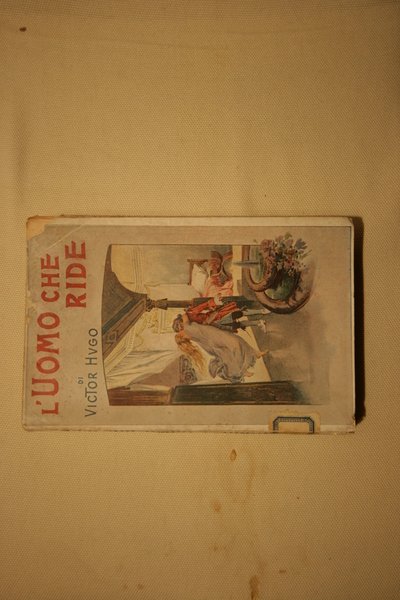 L'UOMO CHE
RIDE
DI
VICTOR HVGO